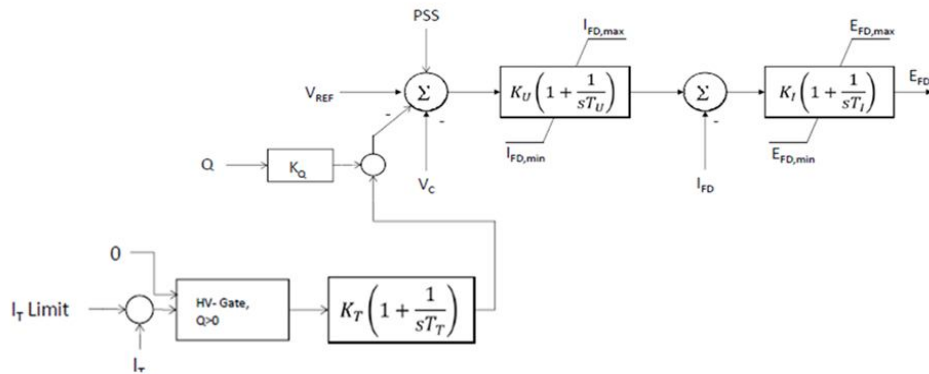 PSS
I_FD,max
E_FD,max
V_REF
Σ
K_U(1 + 1/sT_U)
Σ
K_I(1 + 1/sT_I)
E_FD
-
-
-
I_FD,min
E_FD,min
Q
K_Q
V_C
I_FD
0
HV- Gate,
Q>0
K_T(1 + 1/sT_T)
I_T Limit
I_T